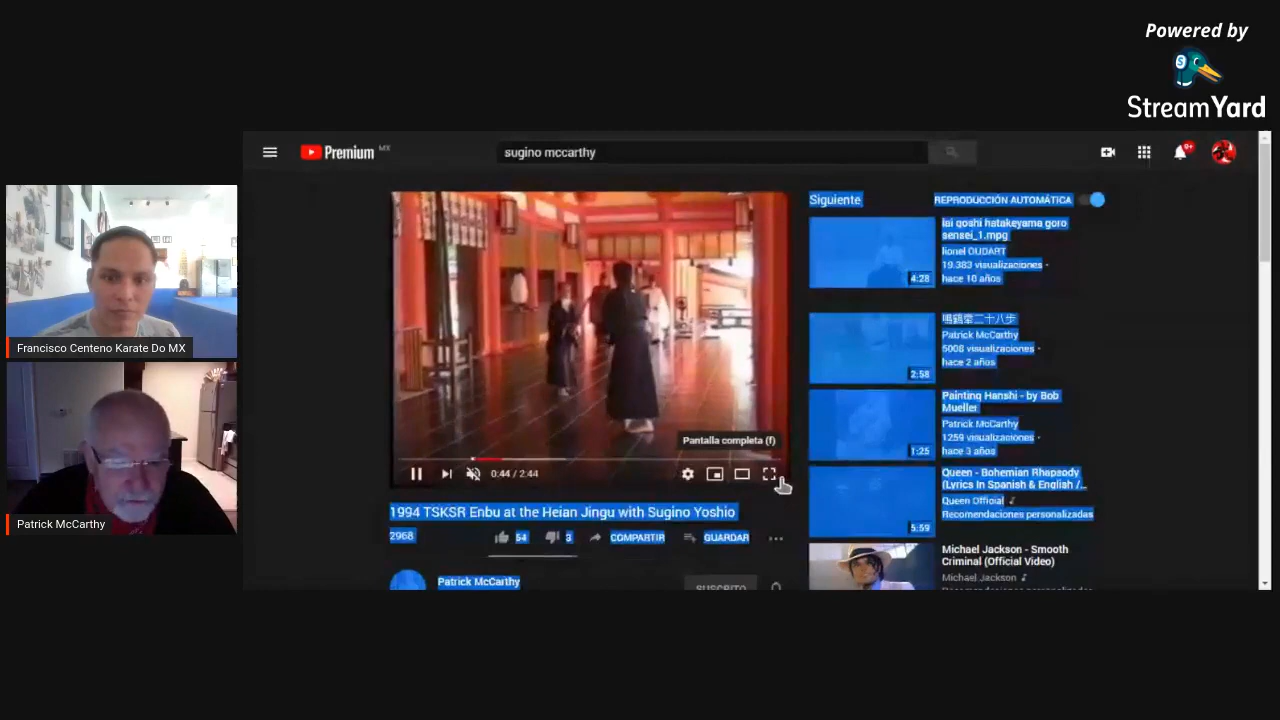 Powered by
StreamYard
Premium MX
sugino mccarthy
9+
Siguiente
REPRODUCCIÓN AUTOMÁTICA
Iai goshi hatakeyama goro
sensei_1.mpg
lionel OUDART
19.383 visualizaciones •
hace 10 años
4:28
鳴鶴拳二十八步
Patrick McCarthy
5008 visualizaciones •
hace 2 años
2:58
Painting Hanshi - by Bob
Mueller
Patrick McCarthy
1259 visualizaciones •
hace 3 años
1:25
Queen - Bohemian Rhapsody
(Lyrics In Spanish & English /...
Queen Official
Recomendaciones personalizadas
5:59
Michael Jackson - Smooth
Criminal (Official Video)
Michael Jackson
Pantalla completa (f)
0:44 / 2:44
1994 TSKSR Enbu at the Heian Jingu with Sugino Yoshio
2968
54
3
COMPARTIR
GUARDAR
Patrick McCarthy
SUSCRITO
Francisco Centeno Karate Do MX
Patrick McCarthy